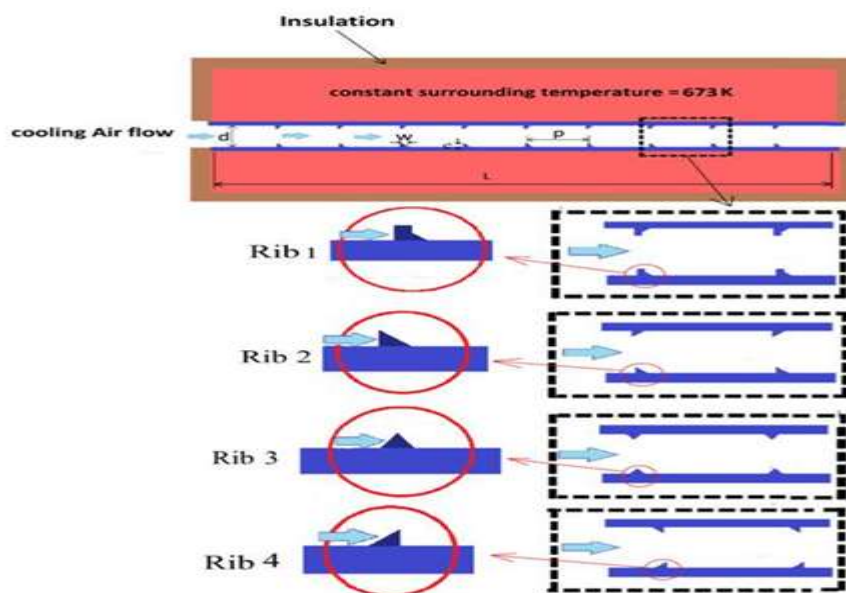 Insulation
constant surrounding temperature = 673 K
cooling Air flow
d
w
P
L
Rib 1
Rib 2
Rib 3
Rib 4